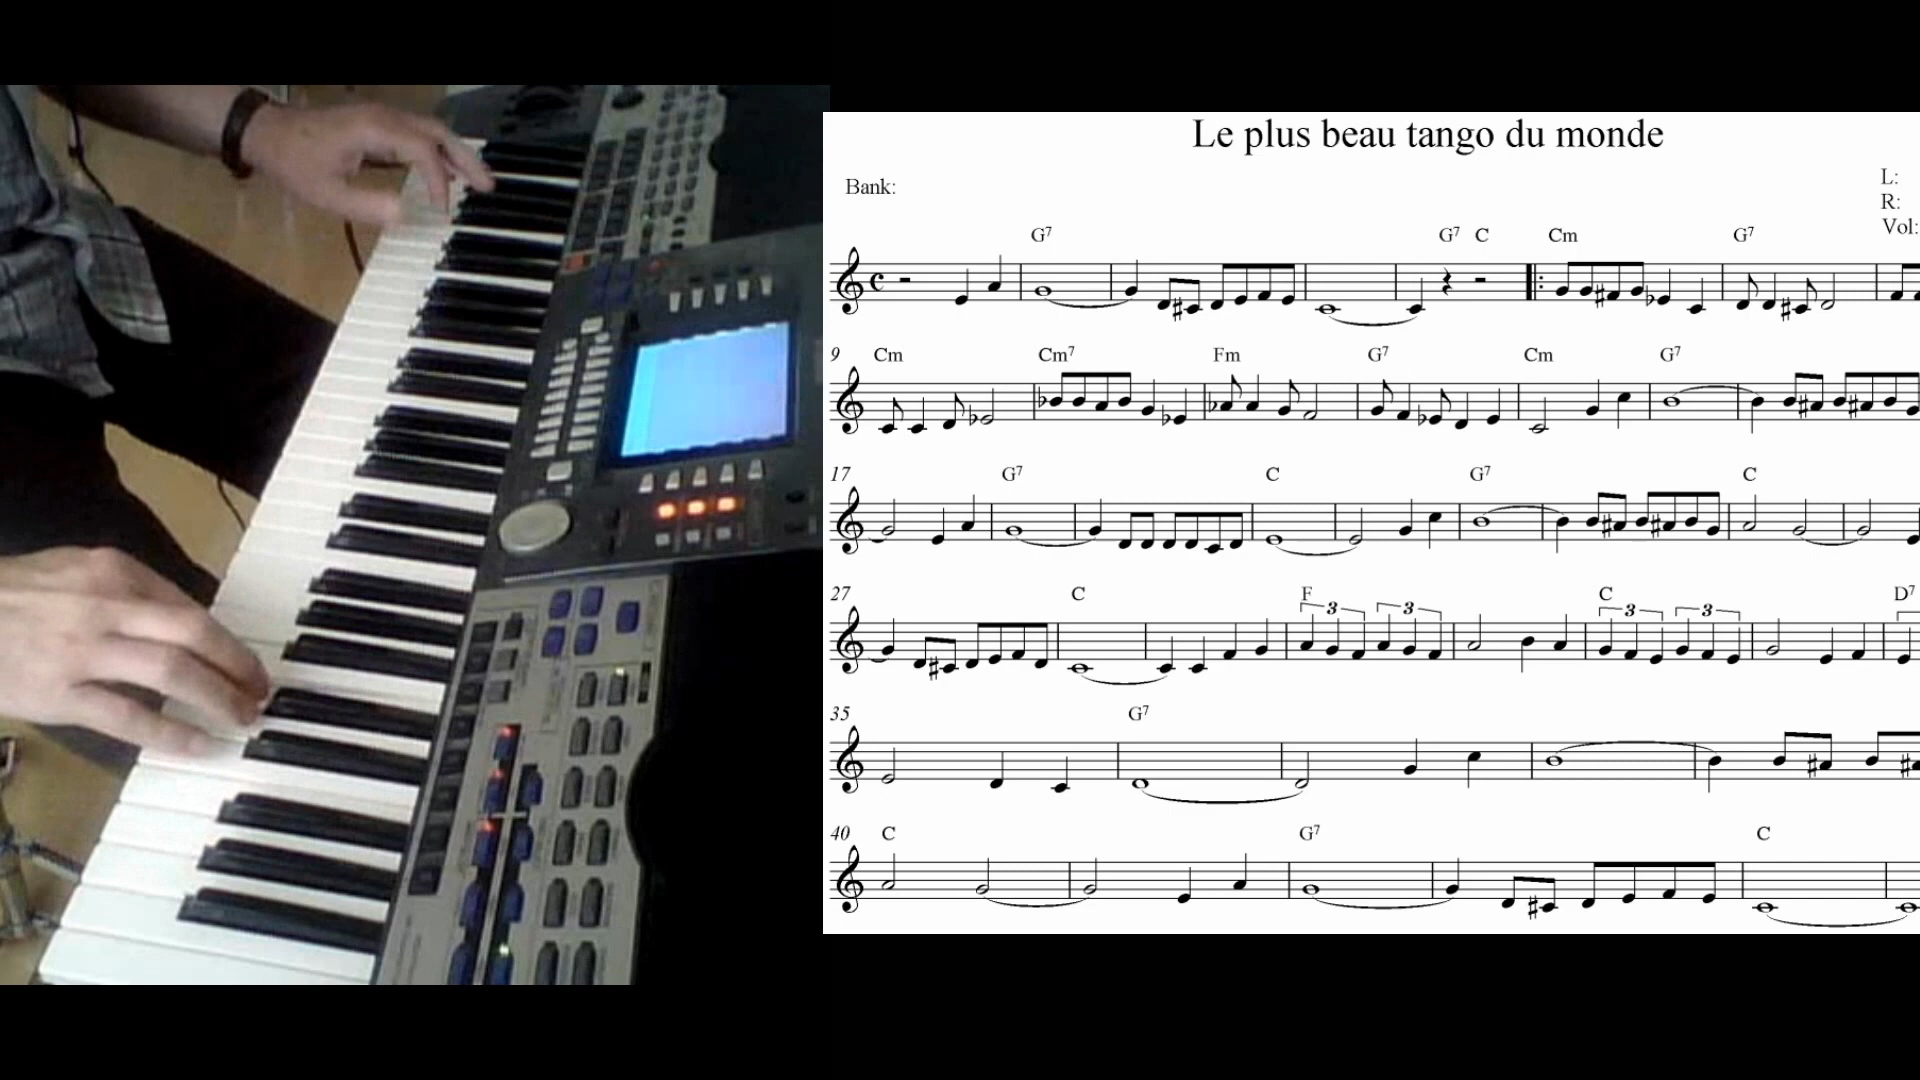 Le plus beau tango du monde
Bank:
L:
R:
Vol:
G7 G7 C Cm G7
9 Cm Cm7 Fm G7 Cm G7
17 G7 C G7 C
27 C F C D7
3 3 3 3
35 G7
40 C G7 C